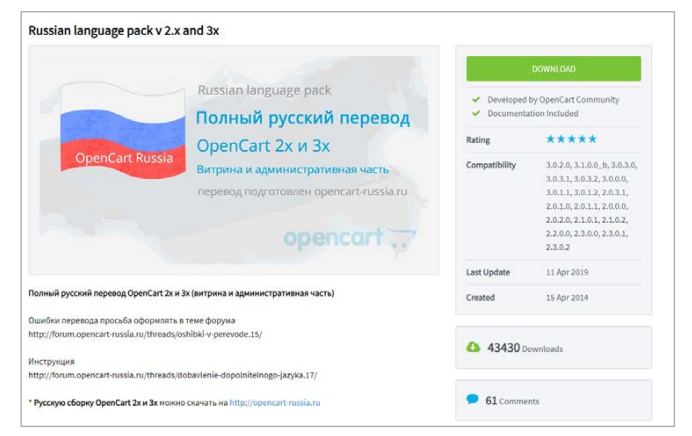 Russian language pack v 2.x and 3x
Russian language pack
Полный русский перевод
OpenCart 2x и 3x
Витрина и административная часть
перевод подготовлен opencart-russia.ru
OpenCart Russia
opencart
Полный русский перевод OpenCart 2x и 3x (витрина и административная часть)
Ошибки перевода просьба оформлять в теме форума
http://forum.opencart-russia.ru/threads/oshibki-v-perevode.15/
Инструкция
http://forum.opencart-russia.ru/threads/dobavlenie-dopolnitelnogo-jazyka.17/
* Русскую сборку OpenCart 2x и 3x можно скачать на http://opencart-russia.ru
DOWNLOAD
Developed by OpenCart Community
Documentation Included
Rating
Compatibility
3.0.2.0, 3.1.0.0_b, 3.0.3.0,
3.0.3.1, 3.0.3.2, 3.0.0.0,
3.0.1.1, 3.0.1.2, 2.0.3.1,
2.0.1.0, 2.0.1.1, 2.0.0.0,
2.0.2.0, 2.1.0.1, 2.1.0.2,
2.2.0.0, 2.3.0.0, 2.3.0.1,
2.3.0.2
Last Update 11 Apr 2019
Created 15 Apr 2014
43430 Downloads
61 Comments